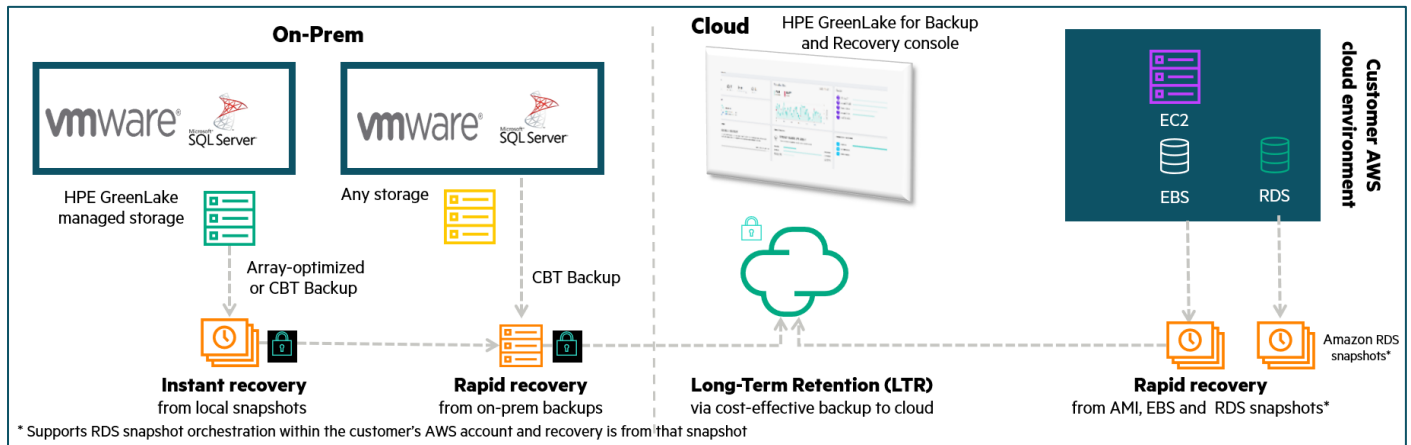 On-Prem
vmware®
Microsoft®
SQL Server
vmware®
Microsoft®
SQL Server
HPE GreenLake
managed storage
Any storage
Array-optimized
or CBT Backup
CBT Backup
Instant recovery
from local snapshots
Rapid recovery
from on-prem backups
Cloud
HPE GreenLake for Backup
and Recovery console
Long-Term Retention (LTR)
via cost-effective backup to cloud
Customer AWS
cloud environment
EC2
EBS
RDS
Amazon RDS
snapshots*
Rapid recovery
from AMI, EBS and RDS snapshots*
* Supports RDS snapshot orchestration within the customer's AWS account and recovery is from that snapshot